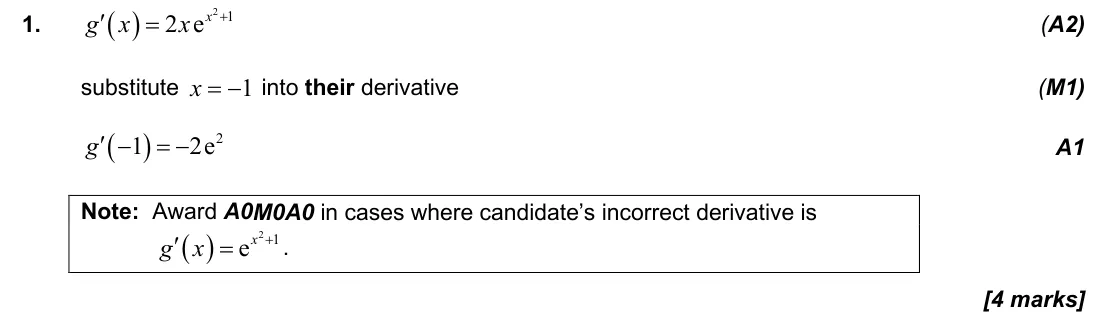 1. g′(x) = 2xe^{x²+1} (A2)
substitute x = −1 into their derivative (M1)
g′(−1) = −2e² A1
Note: Award A0M0A0 in cases where candidate's incorrect derivative is
g′(x) = e^{x²+1}.
[4 marks]